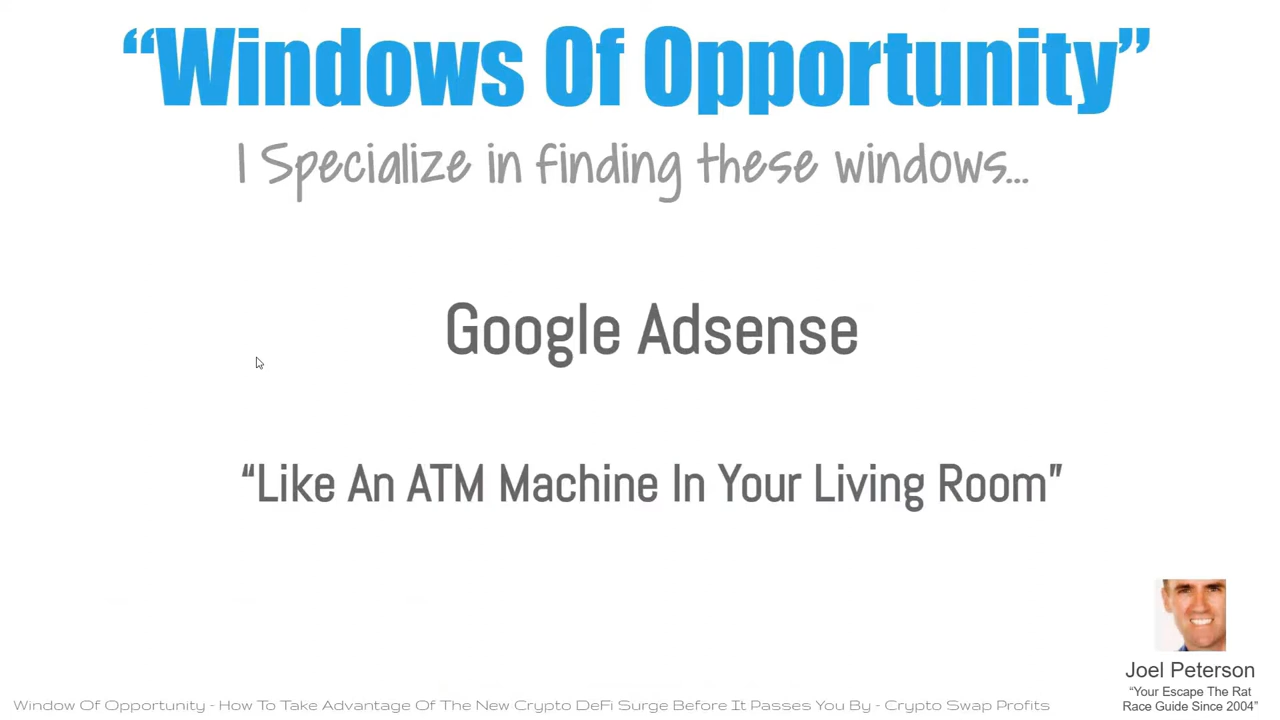 “Windows Of Opportunity”
I Specialize in finding these windows...
Google Adsense
“Like An ATM Machine In Your Living Room”
Joel Peterson
“Your Escape The Rat
Race Guide Since 2004”
Window Of Opportunity - How To Take Advantage Of The New Crypto DeFi Surge Before It Passes You By - Crypto Swap Profits